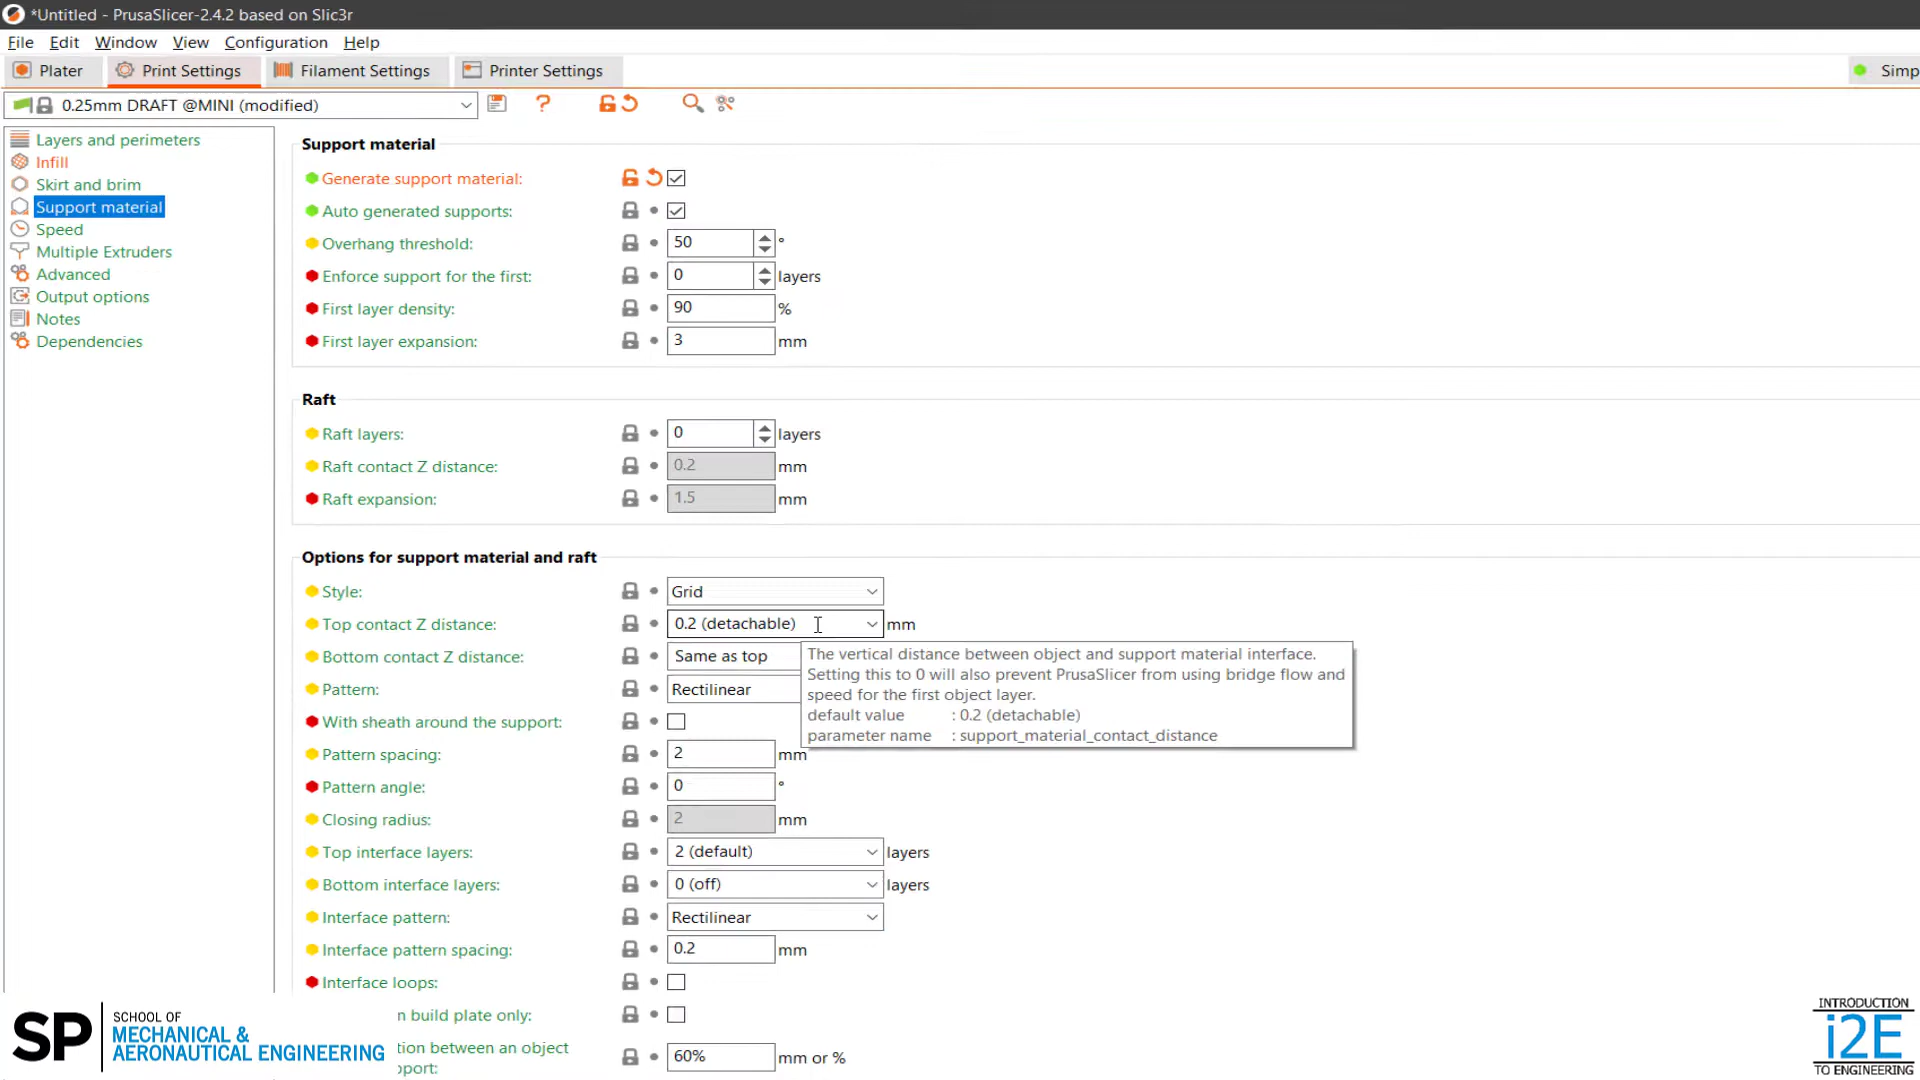 *Untitled - PrusaSlicer-2.4.2 based on Slic3r
File Edit Window View Configuration Help
Plater Print Settings Filament Settings Printer Settings Simp
0.25mm DRAFT @MINI (modified) ?
Layers and perimeters
Infill
Skirt and brim
Support material
Speed
Multiple Extruders
Advanced
Output options
Notes
Dependencies
Support material
Generate support material:
Auto generated supports:
Overhang threshold: 50 °
Enforce support for the first: 0 layers
First layer density: 90 %
First layer expansion: 3 mm
Raft
Raft layers: 0 layers
Raft contact Z distance: 0.2 mm
Raft expansion: 1.5 mm
Options for support material and raft
Style: Grid
Top contact Z distance: 0.2 (detachable) mm
Bottom contact Z distance: Same as top
Pattern: Rectilinear
With sheath around the support:
Pattern spacing: 2 mm
Pattern angle: 0 °
Closing radius: 2 mm
Top interface layers: 2 (default) layers
Bottom interface layers: 0 (off) layers
Interface pattern: Rectilinear
Interface pattern spacing: 0.2 mm
Interface loops:
n build plate only:
tion between an object
pport: 60% mm or %
The vertical distance between object and support material interface.
Setting this to 0 will also prevent PrusaSlicer from using bridge flow and
speed for the first object layer.
default value : 0.2 (detachable)
parameter name : support_material_contact_distance
SP
SCHOOL OF
MECHANICAL &
AERONAUTICAL ENGINEERING
INTRODUCTION
i2E
TO ENGINEERING